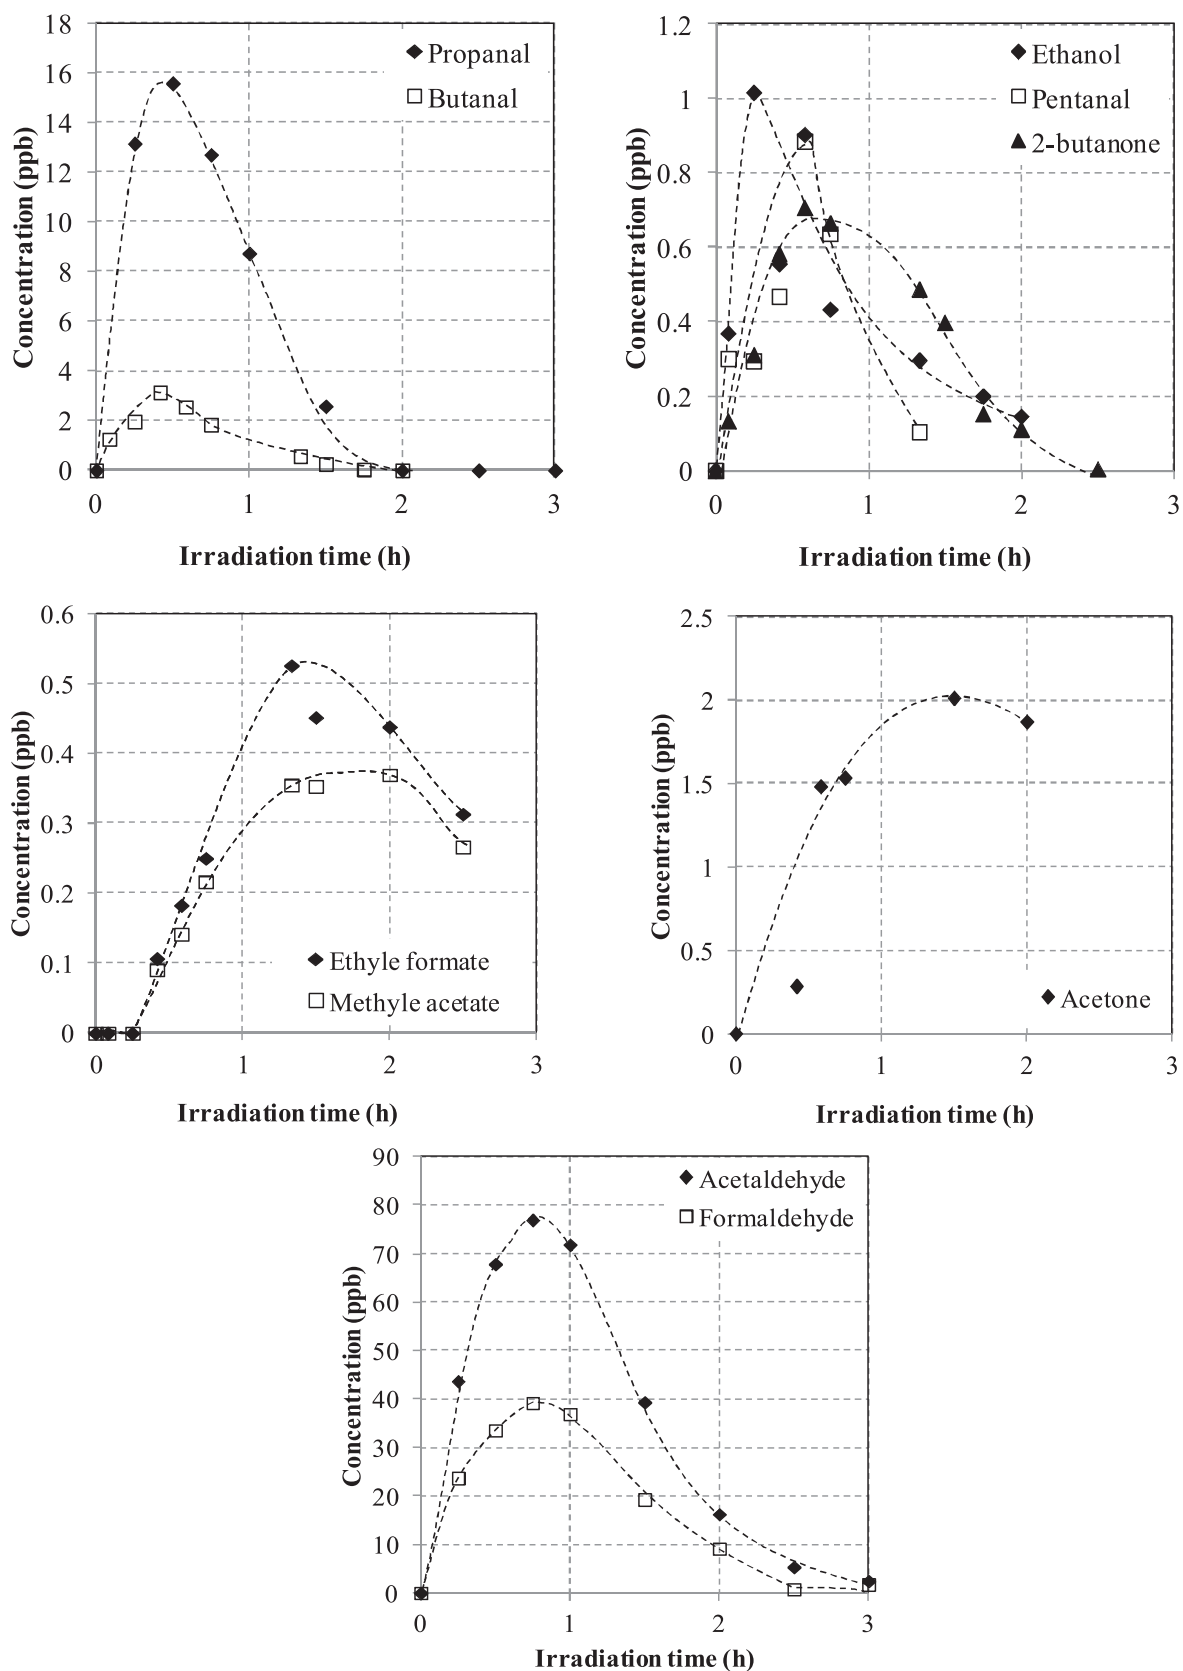 18
16
14
12
10
8
6
4
2
0
Concentration (ppb)
Propanal
Butanal
0 1 2 3
Irradiation time (h)
1.2
1
0.8
0.6
0.4
0.2
0
Concentration (ppb)
Ethanol
Pentanal
2-butanone
0 1 2 3
Irradiation time (h)
0.6
0.5
0.4
0.3
0.2
0.1
0
Concentration (ppb)
Ethyle formate
Methyle acetate
0 1 2 3
Irradiation time (h)
2.5
2
1.5
1
0.5
0
Concentration (ppb)
Acetone
0 1 2 3
Irradiation time (h)
90
80
70
60
50
40
30
20
10
0
Concentration (ppb)
Acetaldehyde
Formaldehyde
0 1 2 3
Irradiation time (h)